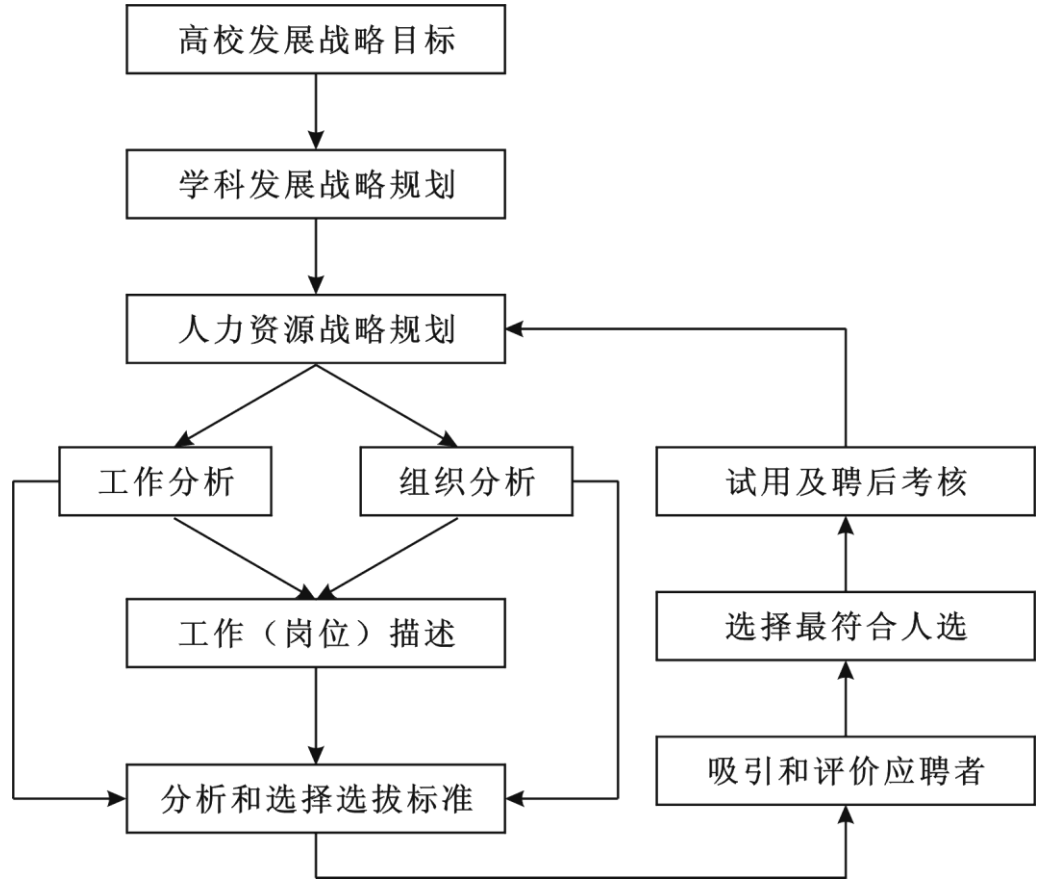 高校发展战略目标
学科发展战略规划
人力资源战略规划
工作分析
组织分析
试用及聘后考核
工作（岗位）描述
选择最符合人选
吸引和评价应聘者
分析和选择选拔标准